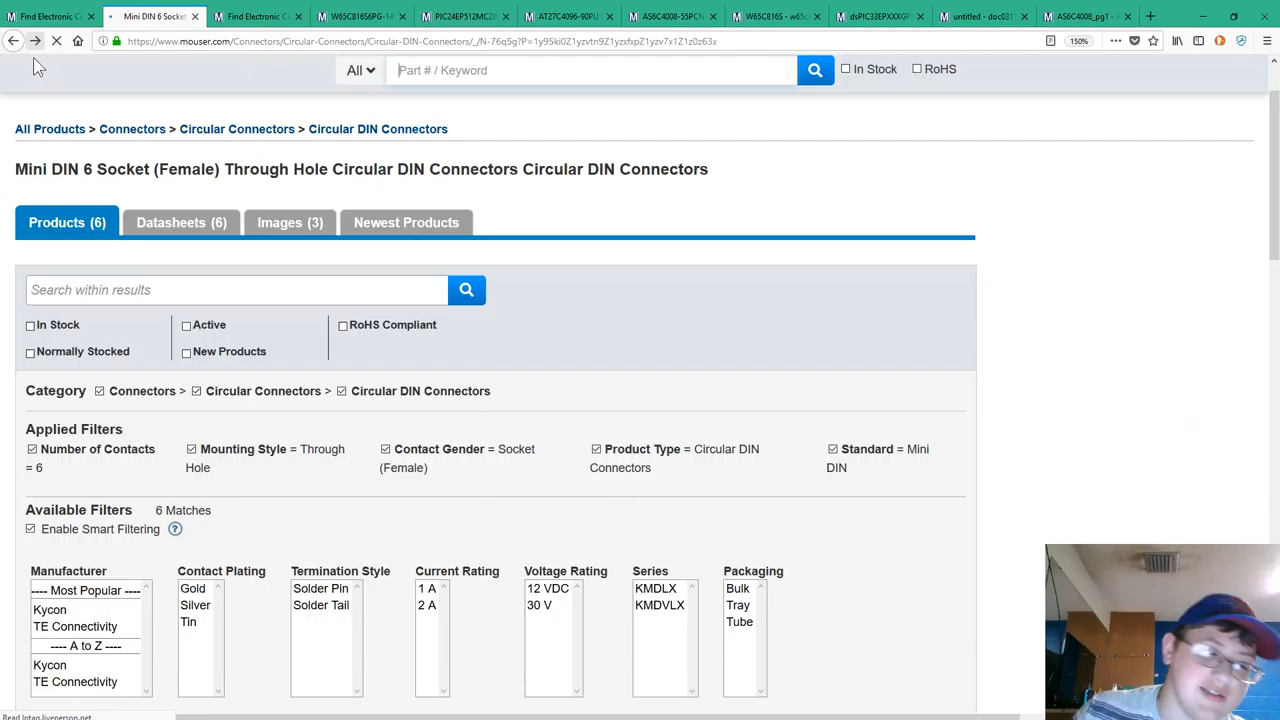 Find Electronic C
Mini DIN 6 Socket
Find Electronic Co
W65C816S6PG-14
PIC24EP512MC20
AT27C4096-90PU
AS6C4008-55PCN
W65C816S - w65c
dsPIC33EPXXXGP
untitled - doc0311
AS6C4008_pg1 -
https://www.mouser.com/Connectors/Circular-Connectors/Circular-DIN-Connectors/_/N-76q5g?P=1y95ki0Z1yzvtn9Z1yzxfxpZ1yzv7x1Z1z0z63x
150%
All
Part # / Keyword
In Stock
RoHS
All Products > Connectors > Circular Connectors > Circular DIN Connectors
Mini DIN 6 Socket (Female) Through Hole Circular DIN Connectors Circular DIN Connectors
Products (6)
Datasheets (6)
Images (3)
Newest Products
Search within results
In Stock
Active
RoHS Compliant
Normally Stocked
New Products
Category Connectors > Circular Connectors > Circular DIN Connectors
Applied Filters
Number of Contacts = 6
Mounting Style = Through Hole
Contact Gender = Socket (Female)
Product Type = Circular DIN Connectors
Standard = Mini DIN
Available Filters 6 Matches
Enable Smart Filtering ?
Manufacturer
---- Most Popular ----
Kycon
TE Connectivity
---- A to Z ----
Kycon
TE Connectivity
Contact Plating
Gold
Silver
Tin
Termination Style
Solder Pin
Solder Tail
Current Rating
1 A
2 A
Voltage Rating
12 VDC
30 V
Series
KMDLX
KMDVLX
Packaging
Bulk
Tray
Tube
Read lptag.liveperson.net